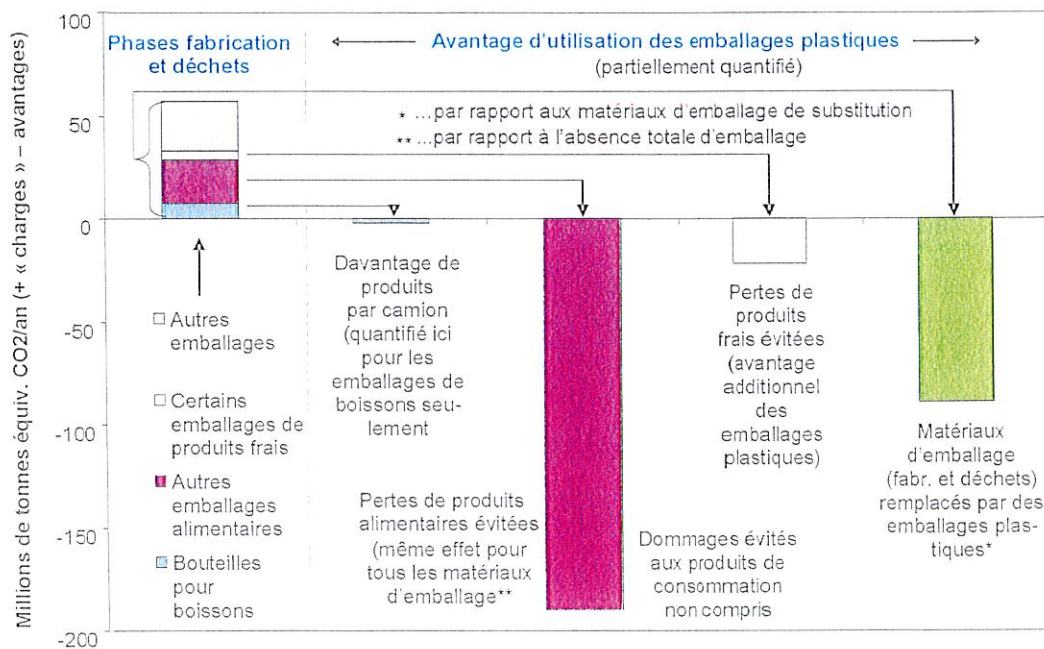 Millions de tonnes équiv. CO2/an (+ « charges » – avantages)
100
50
0
-50
-100
-150
-200
Phases fabrication
et déchets
Avantage d'utilisation des emballages plastiques
(partiellement quantifié)
* ...par rapport aux matériaux d'emballage de substitution
** ...par rapport à l'absence totale d'emballage
Autres
emballages
Certains
emballages de
produits frais
Autres
emballages
alimentaires
Bouteilles
pour
boissons
Davantage de
produits
par camion
(quantifié ici
pour les
emballages de
boissons seu-
lement
Pertes de produits
alimentaires évitées
(même effet pour
tous les matériaux
d'emballage**
Pertes de
produits
frais évitées
(avantage
additionnel
des
emballages
plastiques)
Dommages évités
aux produits de
consommation
non compris
Matériaux
d'emballage
(fabr. et déchets)
remplacés par des
emballages plas-
tiques*